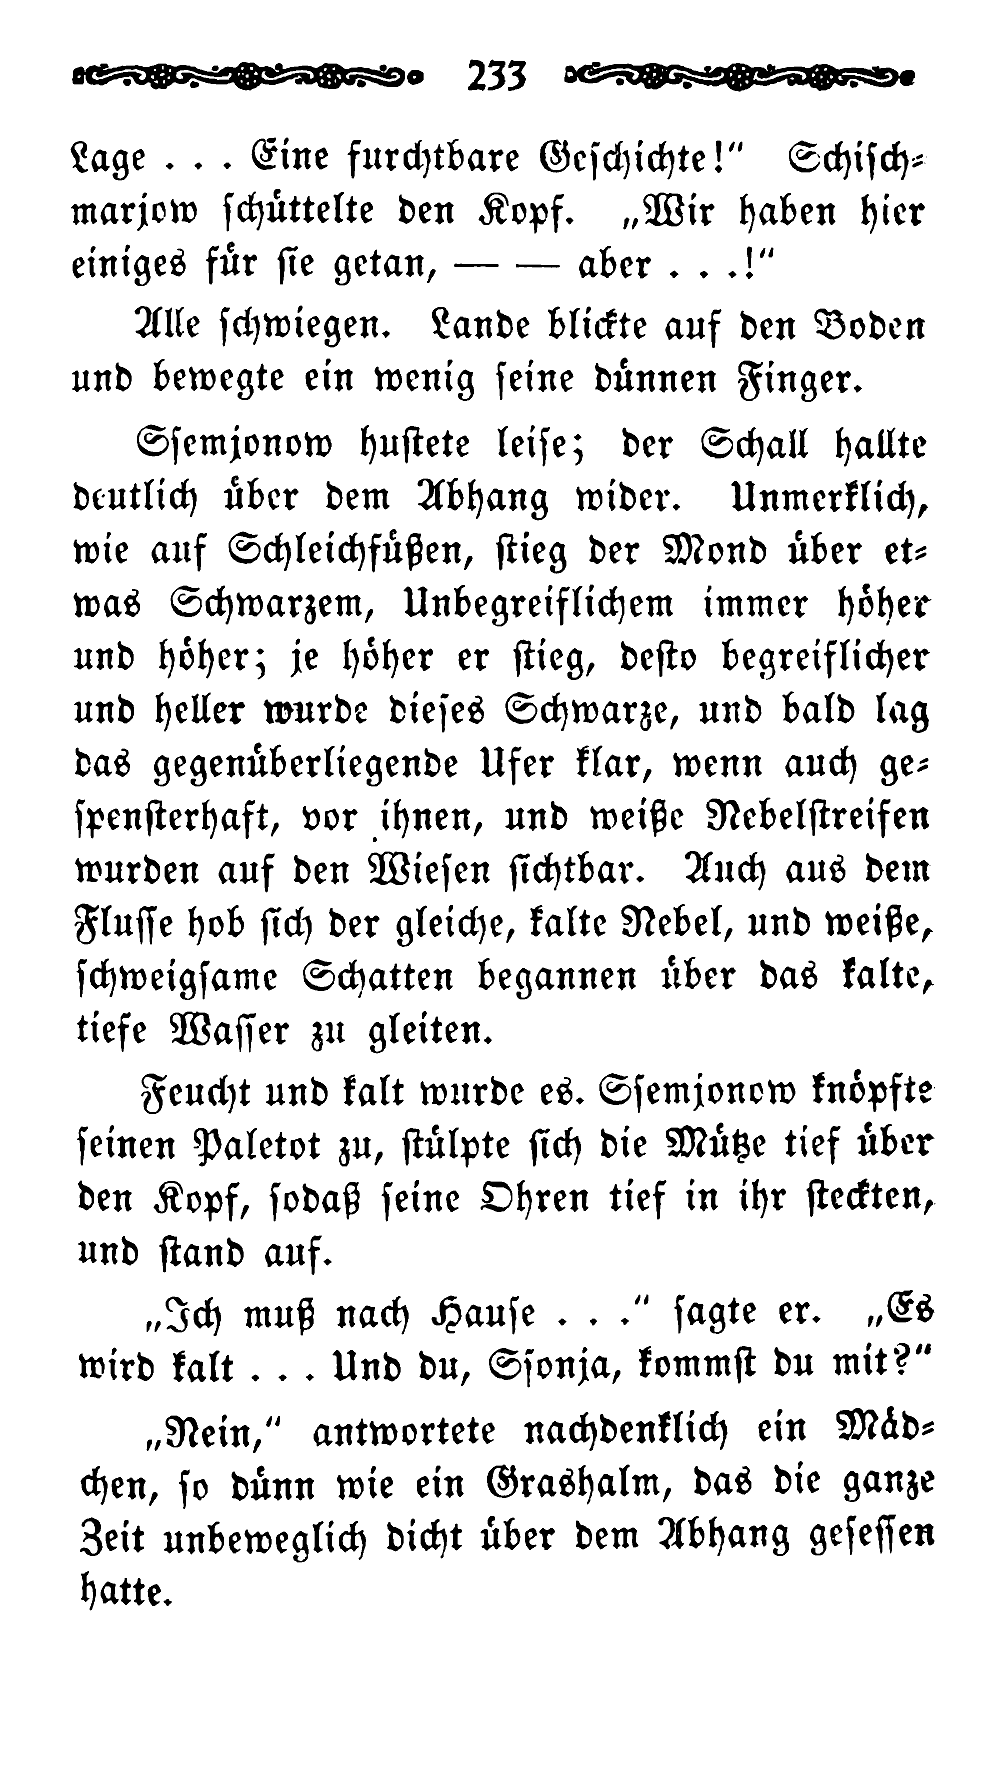 233
Lage . . . Eine furchtbare Geschichte!“ Schisch-
marjow schüttelte den Kopf. „Wir haben hier
einiges für sie getan, — — aber . . .!“
Alle schwiegen. Lande blickte auf den Boden
und bewegte ein wenig seine dünnen Finger.
Ssemjonow hustete leise; der Schall hallte
deutlich über dem Abhang wider. Unmerklich,
wie auf Schleichfüßen, stieg der Mond über et-
was Schwarzem, Unbegreiflichem immer höher
und höher; je höher er stieg, desto begreiflicher
und heller wurde dieses Schwarze, und bald lag
das gegenüberliegende Ufer klar, wenn auch ge-
spensterhaft, vor ihnen, und weiße Nebelstreifen
wurden auf den Wiesen sichtbar. Auch aus dem
Flusse hob sich der gleiche, kalte Nebel, und weiße,
schweigsame Schatten begannen über das kalte,
tiefe Wasser zu gleiten.
Feucht und kalt wurde es. Ssemjonow knöpfte
seinen Paletot zu, stülpte sich die Mütze tief über
den Kopf, sodaß seine Ohren tief in ihr steckten,
und stand auf.
„Ich muß nach Hause . . .“ sagte er. „Es
wird kalt . . . Und du, Ssonja, kommst du mit?“
„Nein,“ antwortete nachdenklich ein Mäd-
chen, so dünn wie ein Grashalm, das die ganze
Zeit unbeweglich dicht über dem Abhang gesessen
hatte.